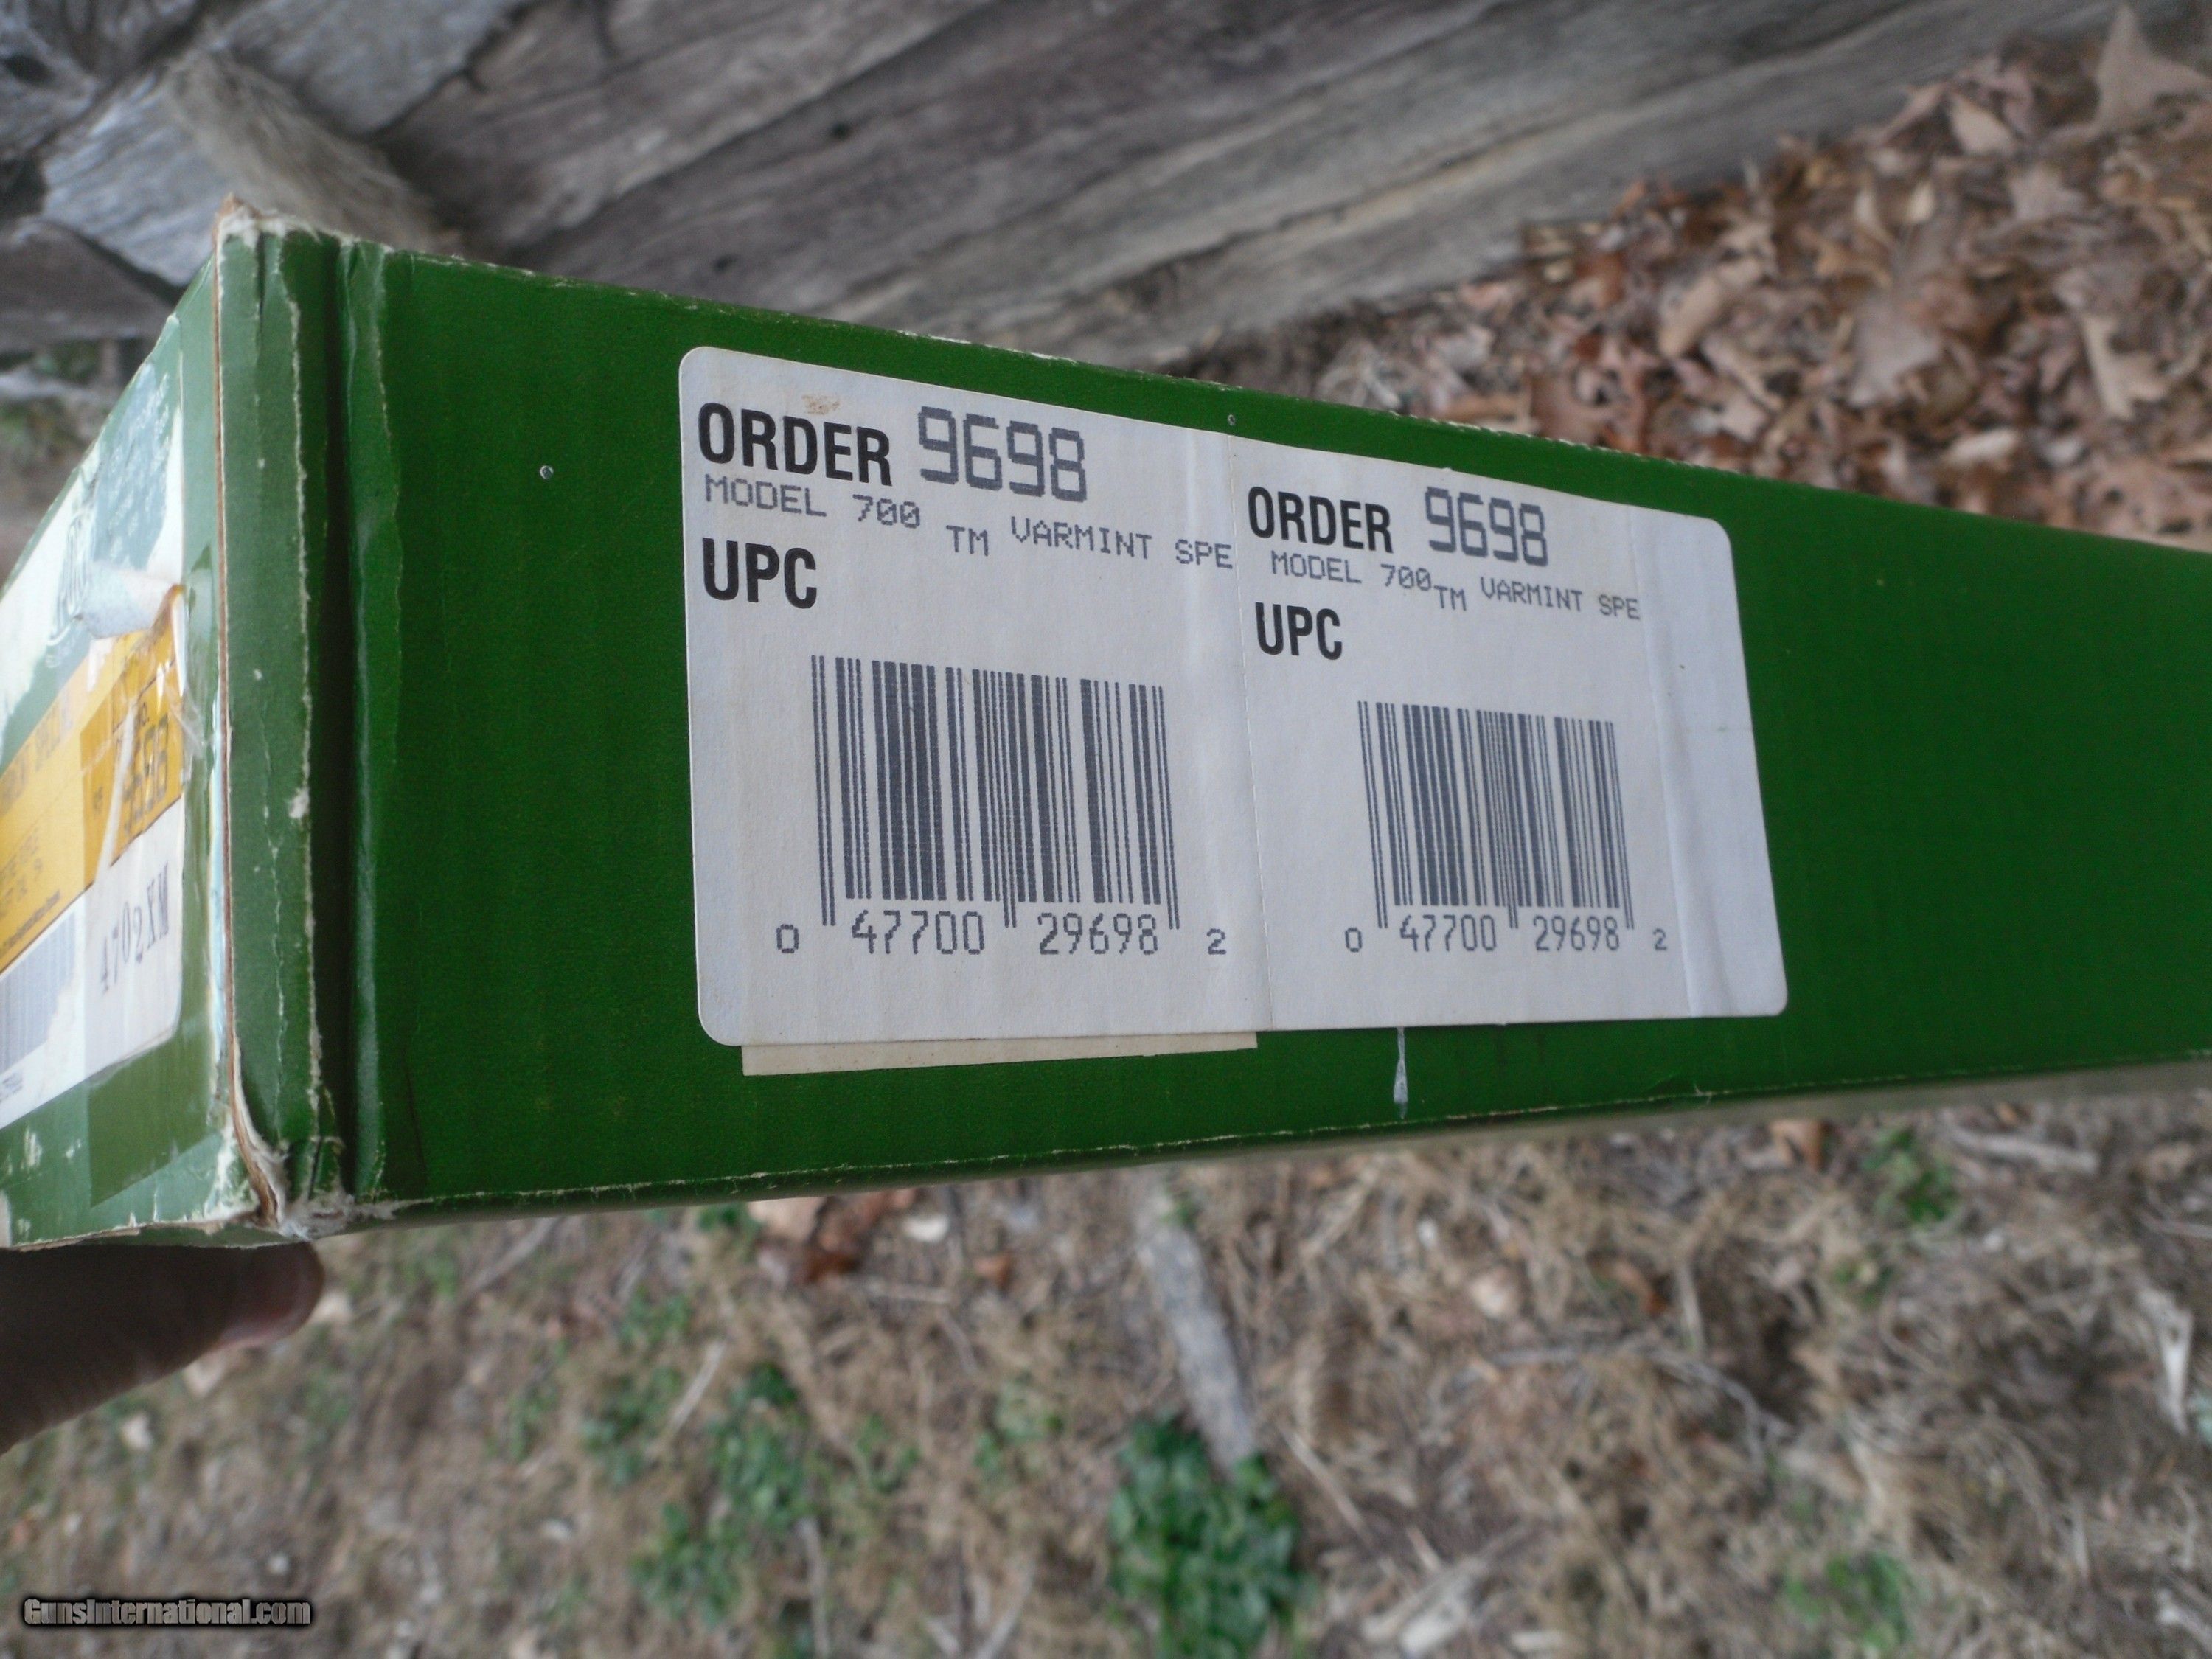 ORDER 9698
MODEL 700 TM VARMINT SPE
UPC
0 47700 29698 2
ORDER 9698
MODEL 700 TM VARMINT SPE
UPC
0 47700 29698 2
4702XM
GunsInternational.com